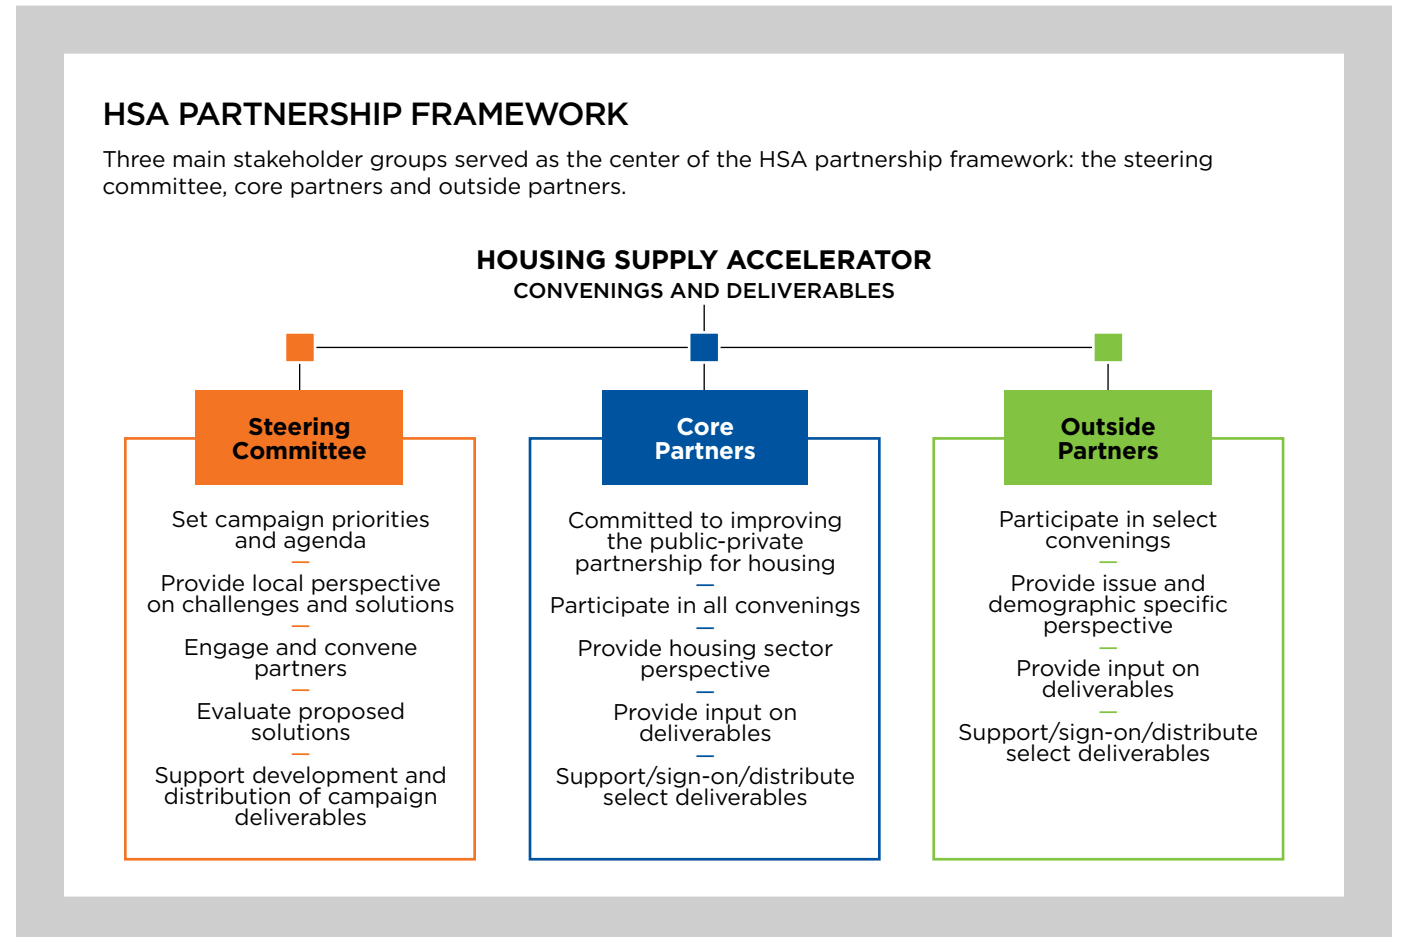 HSA PARTNERSHIP FRAMEWORK
Three main stakeholder groups served as the center of the HSA partnership framework: the steering
committee, core partners and outside partners.
HOUSING SUPPLY ACCELERATOR
CONVENINGS AND DELIVERABLES
Steering
Committee
Set campaign priorities
and agenda
Provide local perspective
on challenges and solutions
Engage and convene
partners
Evaluate proposed
solutions
Support development and
distribution of campaign
deliverables
Core
Partners
Committed to improving
the public-private
partnership for housing
Participate in all convenings
Provide housing sector
perspective
Provide input on
deliverables
Support/sign-on/distribute
select deliverables
Outside
Partners
Participate in select
convenings
Provide issue and
demographic specific
perspective
Provide input on
deliverables
Support/sign-on/distribute
select deliverables